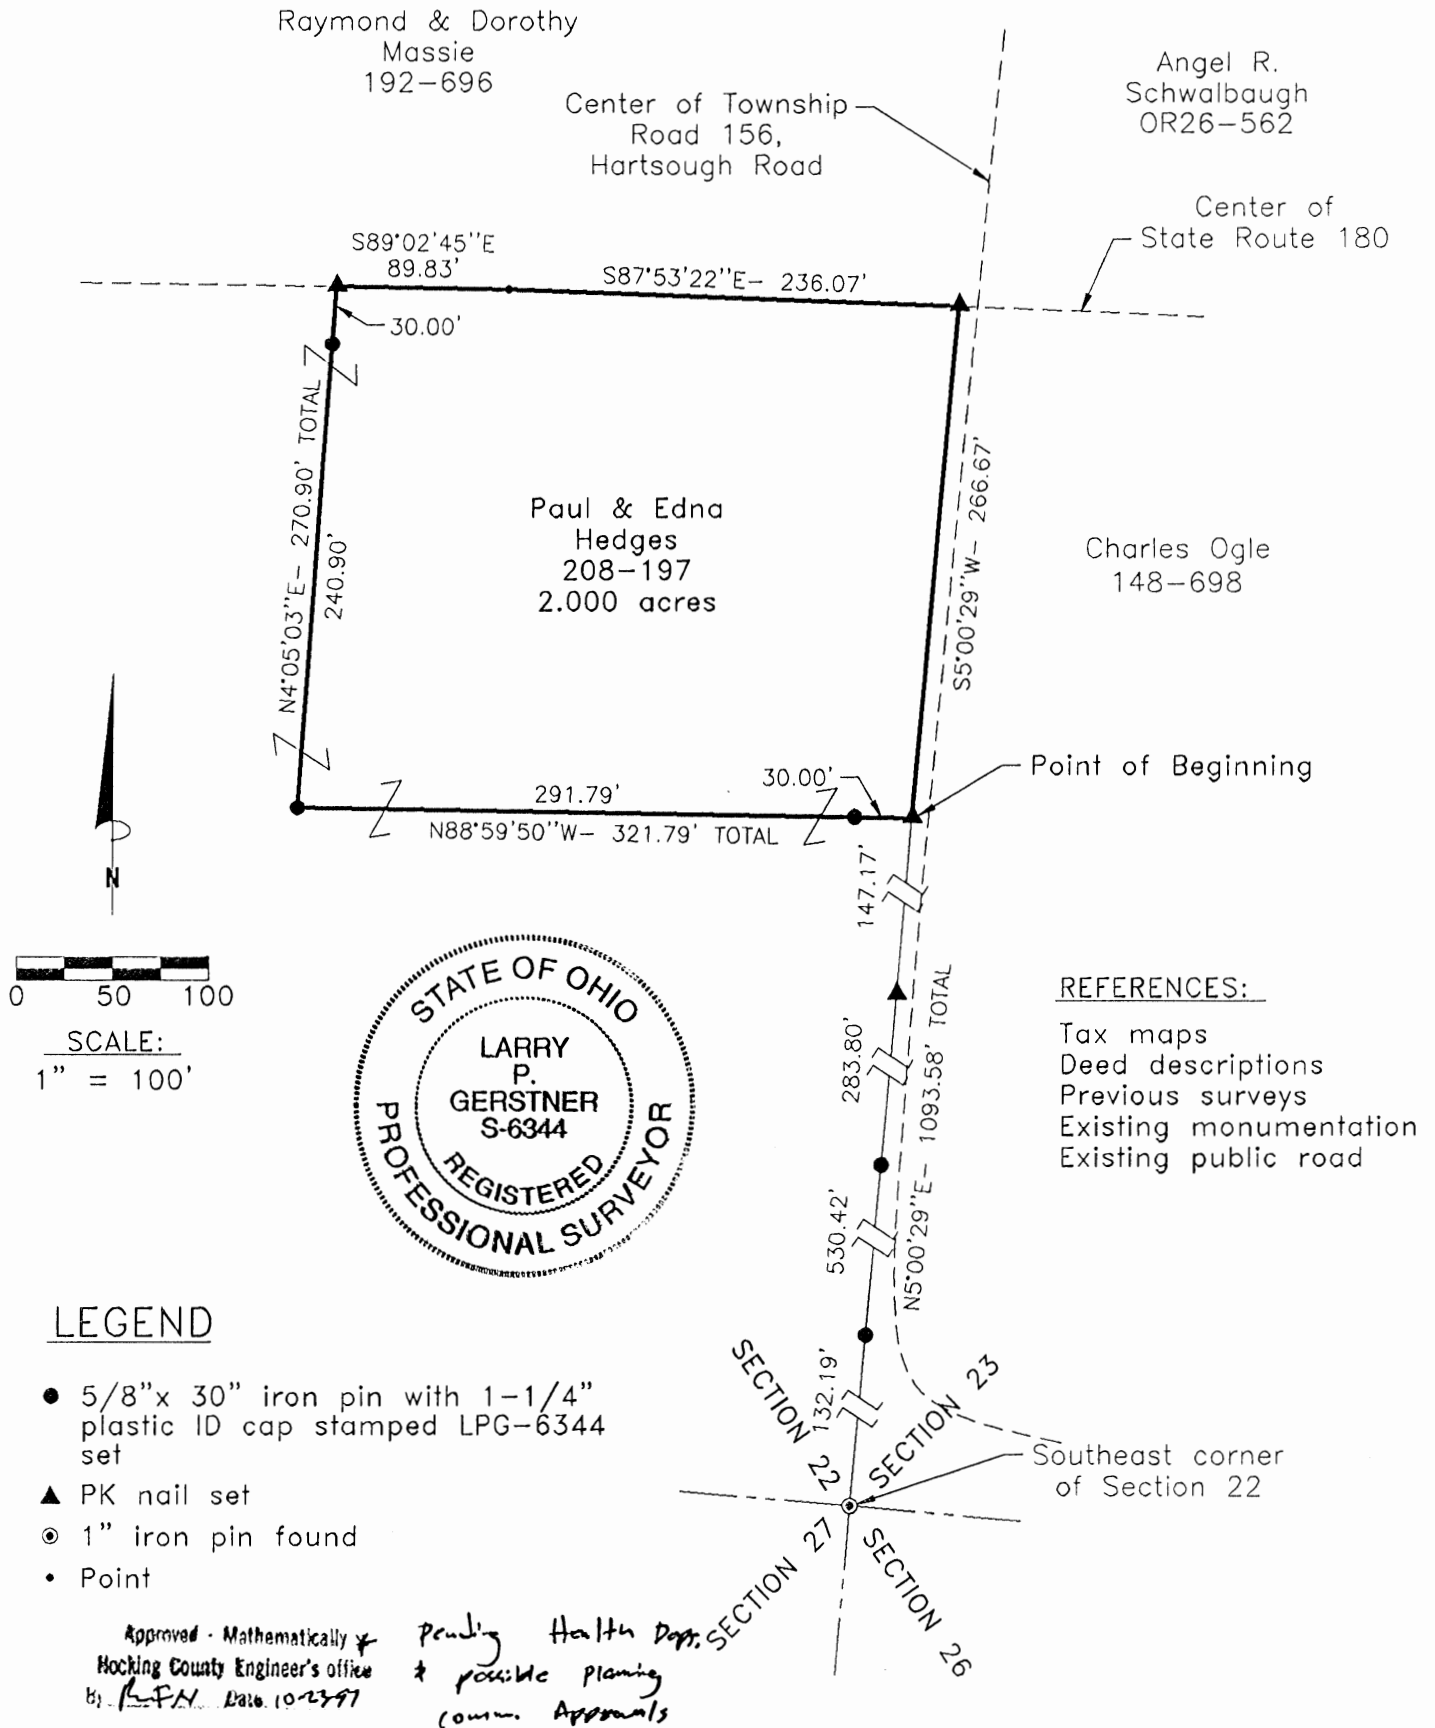 Raymond & Dorothy
Massie
192-696
Center of Township
Road 156,
Hartsough Road
Angel R.
Schwalbaugh
OR26-562
Center of
State Route 180
S89°02'45"E
89.83'
S87°53'22"E- 236.07'
30.00'
N4°05'03"E- 270.90' TOTAL
240.90'
Paul & Edna
Hedges
208-197
2.000 acres
S5°00'29"W- 266.67'
Charles Ogle
148-698
Point of Beginning
30.00'
291.79'
N88°59'50"W- 321.79' TOTAL
N
0 50 100
SCALE:
1" = 100'
STATE OF OHIO
LARRY
P.
GERSTNER
S-6344
REGISTERED
PROFESSIONAL SURVEYOR
147.17'
283.80'
530.42'
132.19'
N5°00'29"E- 1093.58' TOTAL
REFERENCES:
Tax maps
Deed descriptions
Previous surveys
Existing monumentation
Existing public road
LEGEND
5/8"x 30" iron pin with 1-1/4"
plastic ID cap stamped LPG-6344
set
PK nail set
1" iron pin found
Point
SECTION 22
SECTION 23
SECTION 27
SECTION 26
Southeast corner
of Section 22
Approved - Mathematically *
Hocking County Engineer's office
By RFN Date 10-23-97
Pending Health Dept.
& possible planning
comm. Approvals